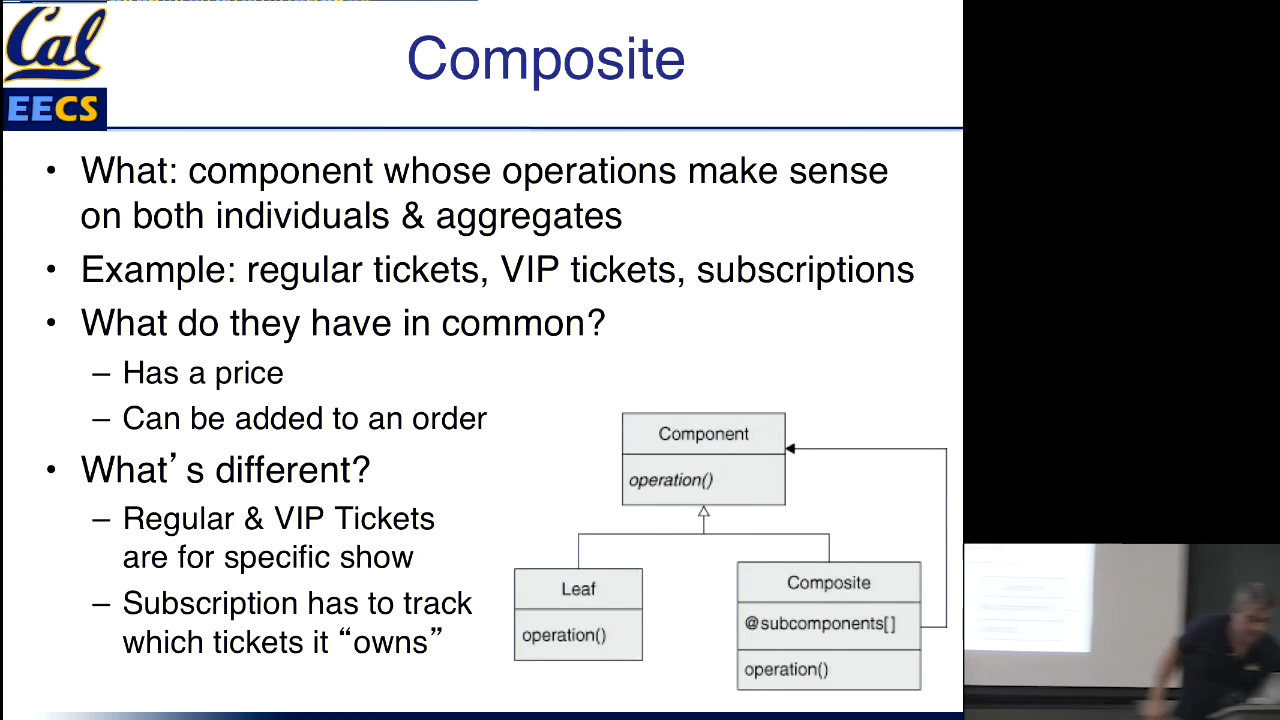 Cal
EECS
Composite
• What: component whose operations make sense
on both individuals & aggregates
• Example: regular tickets, VIP tickets, subscriptions
• What do they have in common?
– Has a price
– Can be added to an order
• What’s different?
– Regular & VIP Tickets
are for specific show
– Subscription has to track
which tickets it “owns”
Component
operation()
Leaf
operation()
Composite
@subcomponents[]
operation()